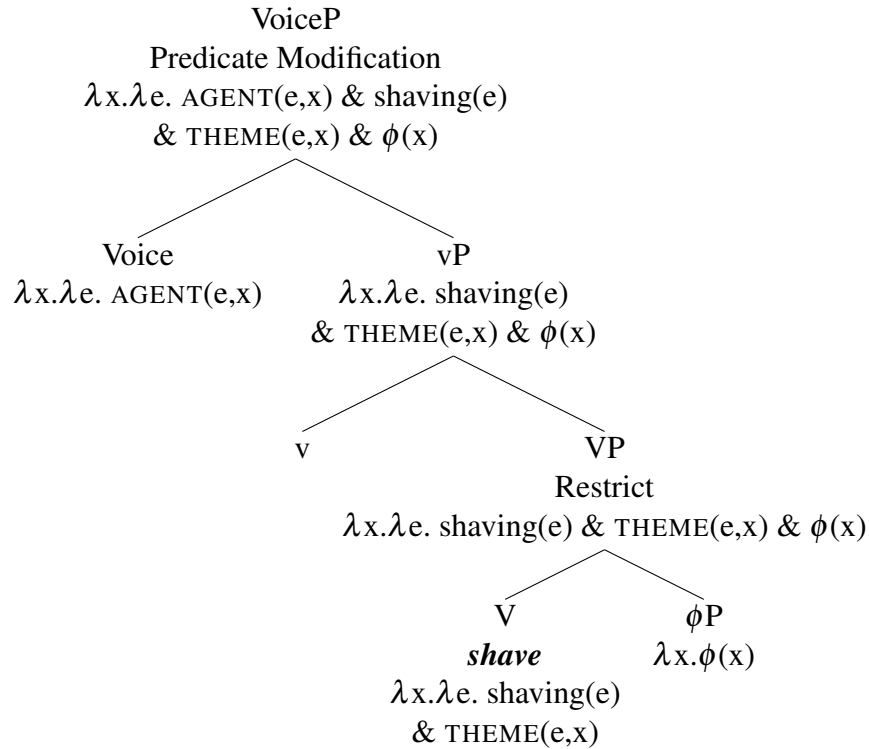 VoiceP
Predicate Modification
λx.λe. AGENT(e,x) & shaving(e)
& THEME(e,x) & ϕ(x)
Voice
λx.λe. AGENT(e,x)
vP
λx.λe. shaving(e)
& THEME(e,x) & ϕ(x)
v
VP
Restrict
λx.λe. shaving(e) & THEME(e,x) & ϕ(x)
V
shave
λx.λe. shaving(e)
& THEME(e,x)
ϕP
λx.ϕ(x)